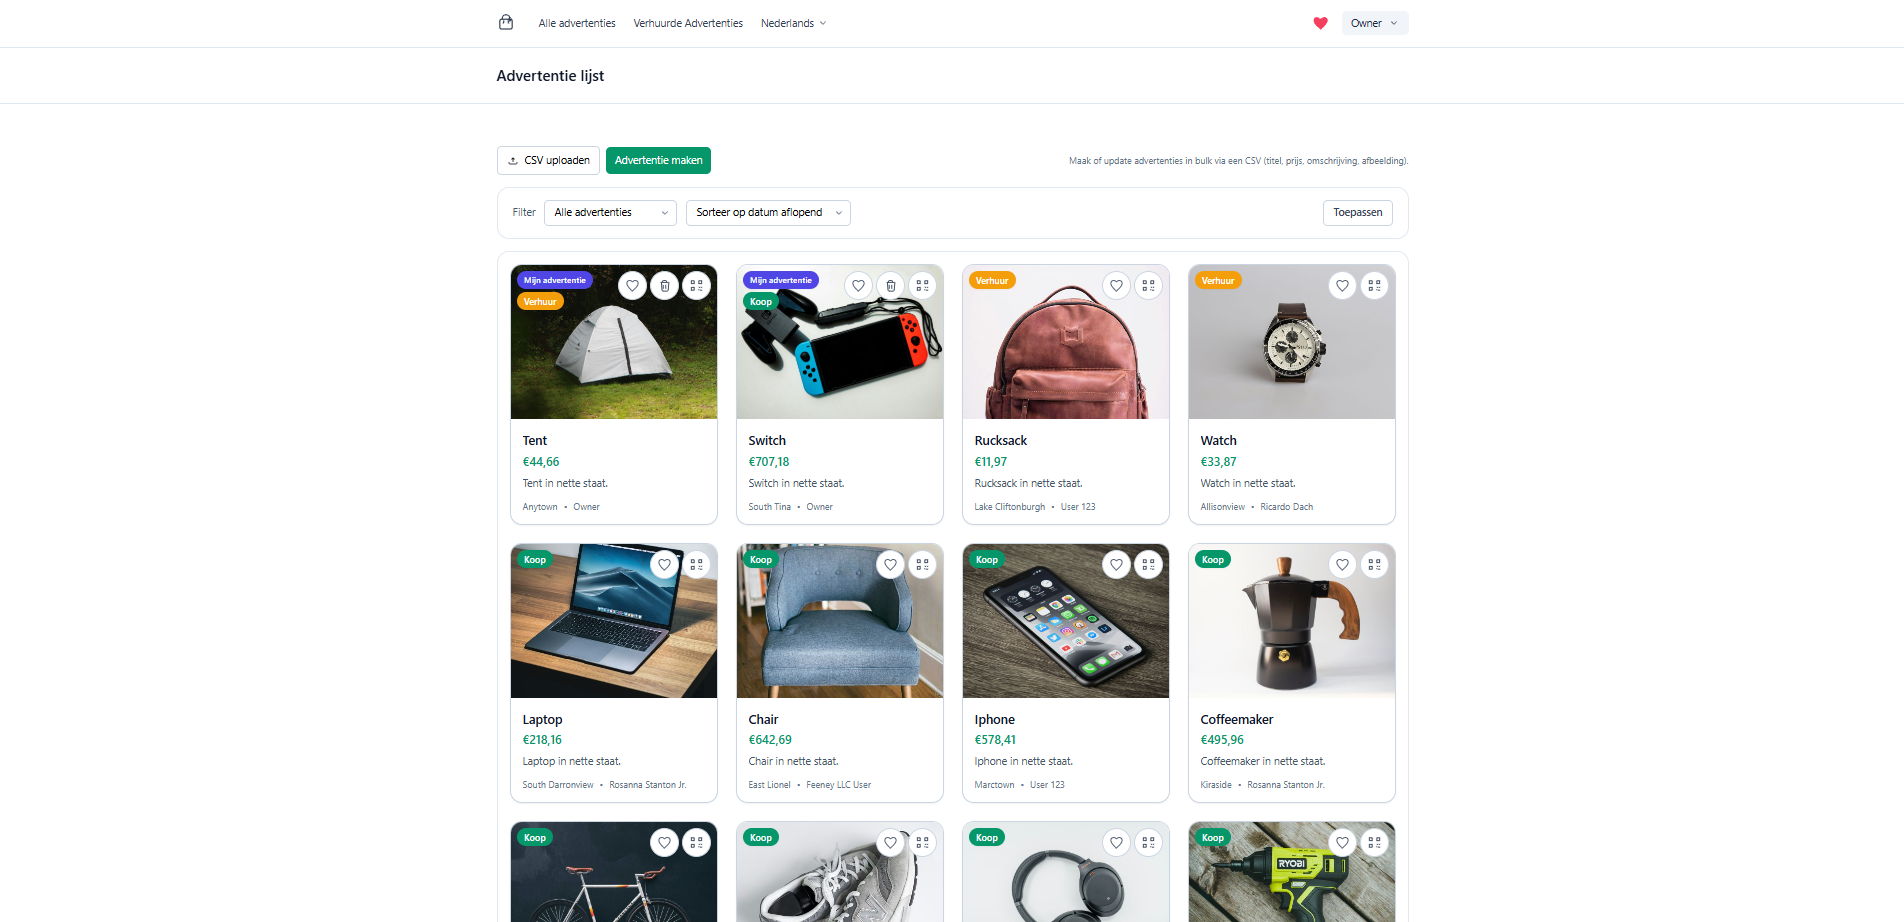 Alle advertenties Verhuurde Advertenties Nederlands Owner
Advertentie lijst
CSV uploaden Advertentie maken Maak of update advertenties in bulk via een CSV (titel, prijs, omschrijving, afbeelding).
Filter Alle advertenties Sorteer op datum aflopend Toepassen
Mijn advertentie
Verhuur
Tent
€44,66
Tent in nette staat.
Anytown • Owner
Mijn advertentie
Koop
Switch
€707,18
Switch in nette staat.
South Tina • Owner
Verhuur
Rucksack
€11,97
Rucksack in nette staat.
Lake Cliftonburgh • User 123
Verhuur
Watch
€33,87
Watch in nette staat.
Allisonview • Ricardo Dach
Koop
Laptop
€218,16
Laptop in nette staat.
South Darronview • Rosanna Stanton Jr.
Koop
Chair
€642,69
Chair in nette staat.
East Lionel • Feeney LLC User
Koop
Iphone
€578,41
Iphone in nette staat.
Marctown • User 123
Koop
Coffeemaker
€495,96
Coffeemaker in nette staat.
Kiraside • Rosanna Stanton Jr.
Koop
Koop
Koop
Koop
RYOBI